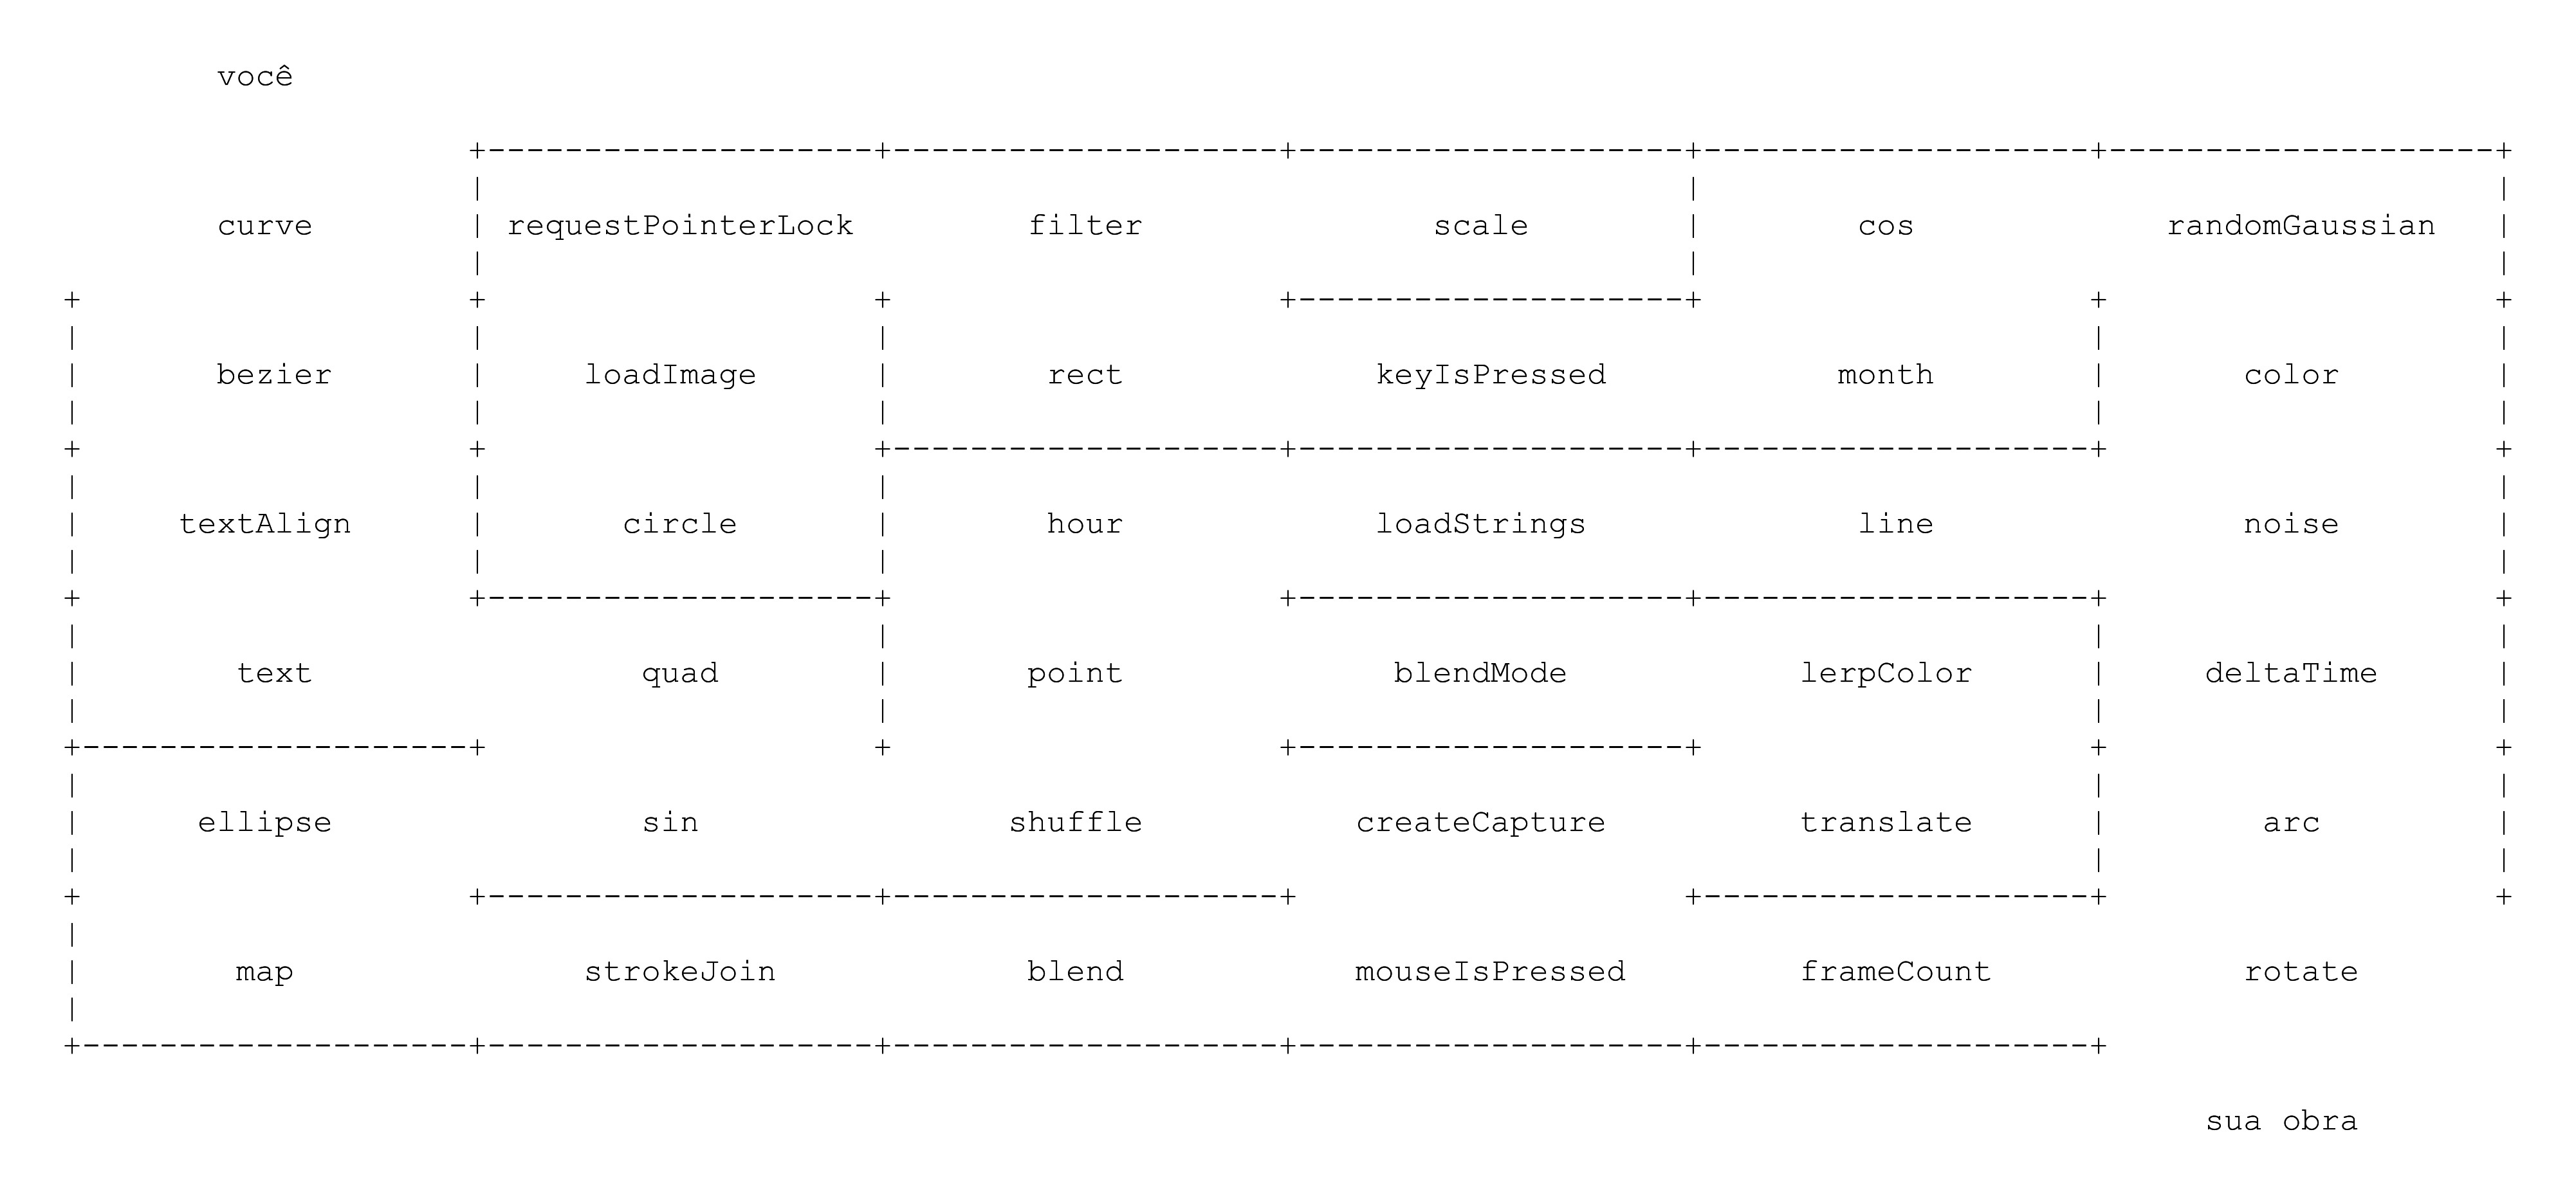 você
curve requestPointerLock filter scale cos randomGaussian
bezier loadImage rect keyIsPressed month color
textAlign circle hour loadStrings line noise
text quad point blendMode lerpColor deltaTime
ellipse sin shuffle createCapture translate arc
map strokeJoin blend mouseIsPressed frameCount rotate
sua obra